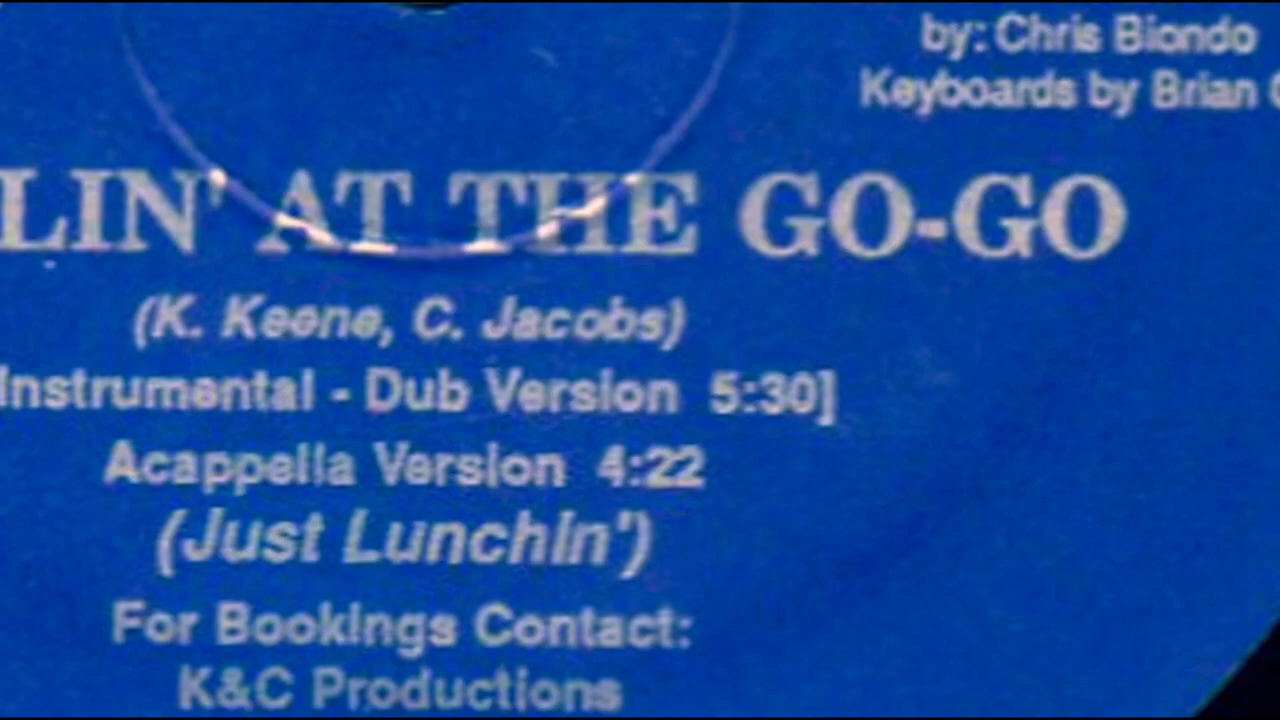 by: Chris Biondo
Keyboards by Brian
LIN' AT THE GO-GO
(K. Keene, C. Jacobs)
Instrumental - Dub Version 5:30]
Acappella Version 4:22
(Just Lunchin')
For Bookings Contact:
K&C Productions